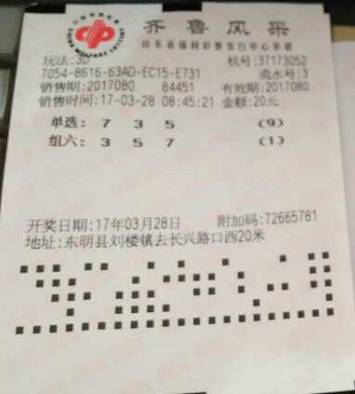 齐鲁风采
山东省福利彩票发行中心承销
玩法:3D 机号:37173052
7054-8616-63AD-EC15-E731 流水号:3
销售期:2017080 84451 有效期:2017080
销售时间:17-03-28 08:45:21 金额:20元
单选: 7 3 5 (9)
组六: 3 5 7 (1)
开奖日期:17年03月28日 附加码:72665781
地址:东明县刘楼镇去长兴路口西20米